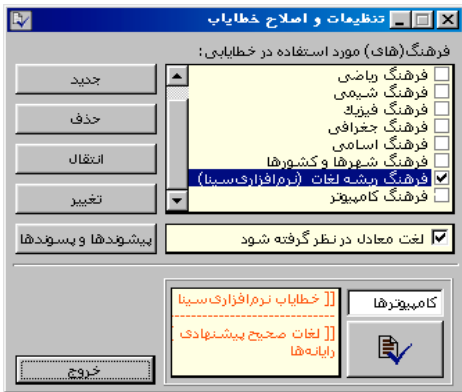 تنظیمات و اصلاح خطایاب
فرهنگ(های) مورد استفاده در خطایابی:
فرهنگ ریاضی
فرهنگ شیمی
فرهنگ فیزیك
فرهنگ جغرافی
فرهنگ اسامی
فرهنگ شهرها و کشورها
فرهنگ ریشه لغات (نرم‌افزاری‌سینا)
فرهنگ کامپیوتر
جدید
حذف
انتقال
تغییر
لغت معادل در نظر گرفته شود
پیشوندها و پسوندها
کامپیوترها
[[ خطایاب نرم‌افزاری‌سینا
[[ لغات صحیح پیشنهادی ]
رایانه‌ها
خروج